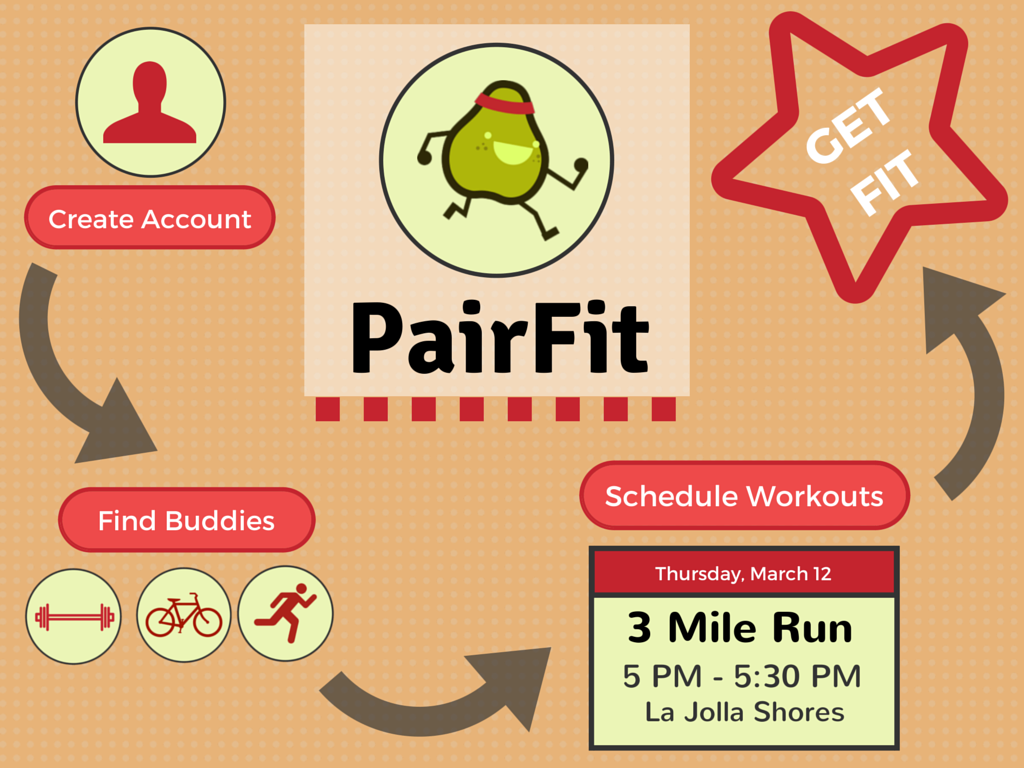 Create Account
PairFit
GET
FIT
Find Buddies
Schedule Workouts
Thursday, March 12
3 Mile Run
5 PM - 5:30 PM
La Jolla Shores